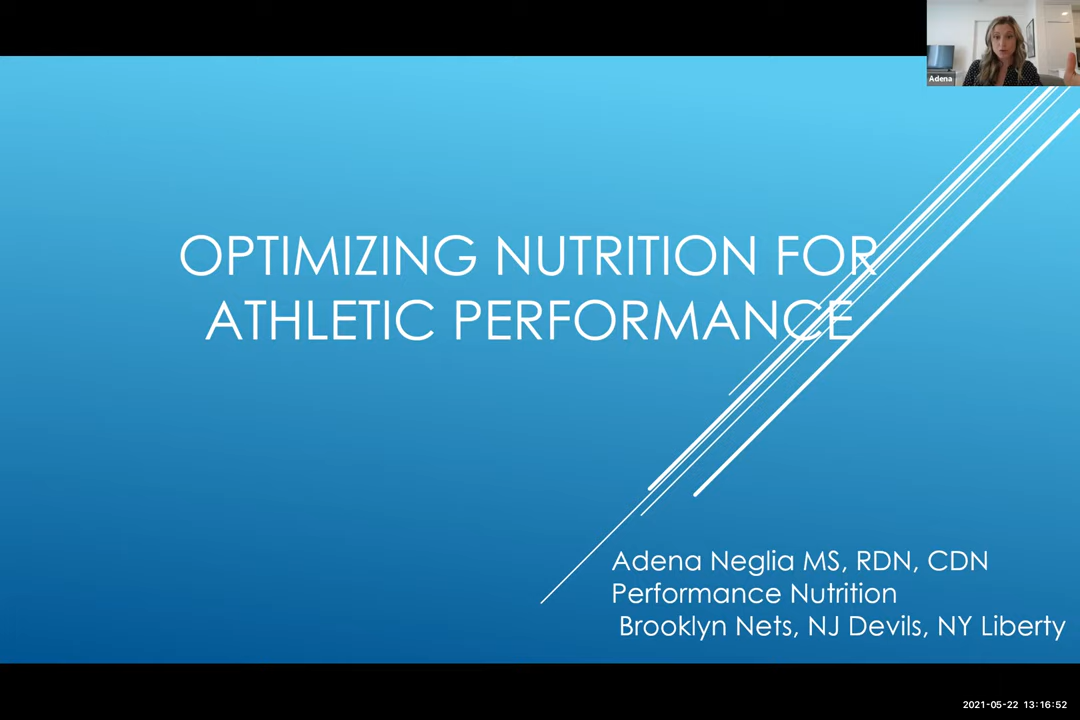 Adena
OPTIMIZING NUTRITION FOR
ATHLETIC PERFORMANCE
Adena Neglia MS, RDN, CDN
Performance Nutrition
Brooklyn Nets, NJ Devils, NY Liberty
2021-05-22 13:16:52